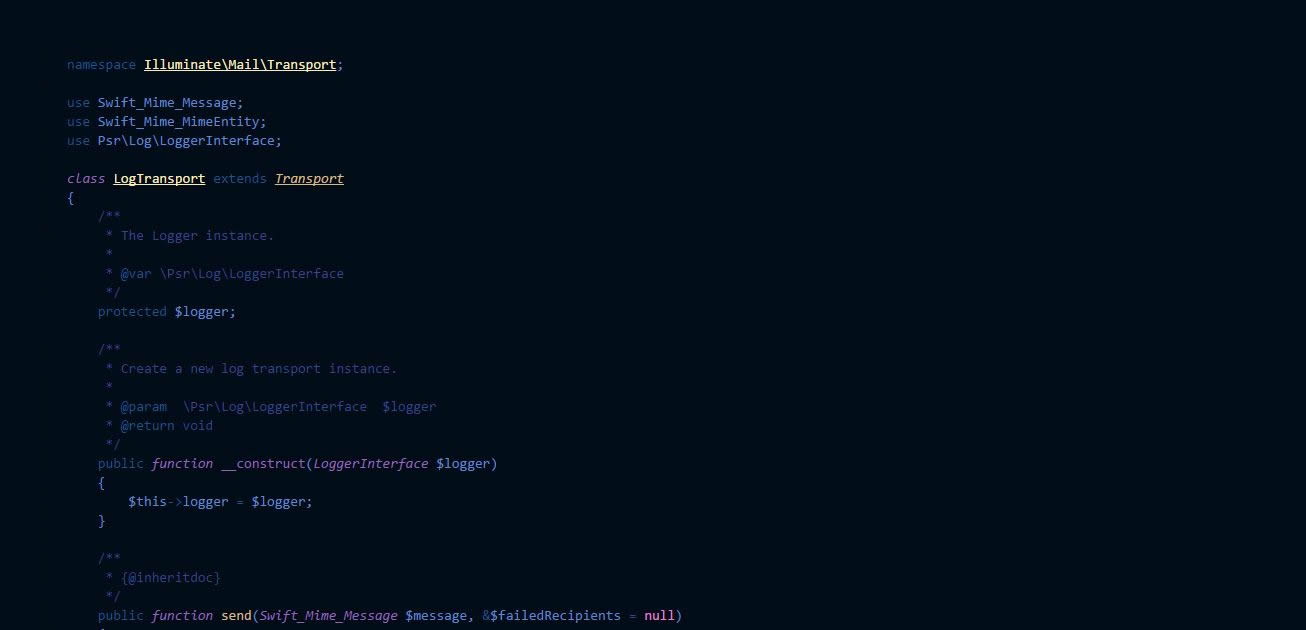 namespace Illuminate\Mail\Transport;
use Swift_Mime_Message;
use Swift_Mime_MimeEntity;
use Psr\Log\LoggerInterface;
class LogTransport extends Transport
{
/**
* The Logger instance.
*
* @var \Psr\Log\LoggerInterface
*/
protected $logger;
/**
* Create a new log transport instance.
*
* @param  \Psr\Log\LoggerInterface  $logger
* @return void
*/
public function __construct(LoggerInterface $logger)
{
$this->logger = $logger;
}
/**
* {@inheritdoc}
*/
public function send(Swift_Mime_Message $message, &$failedRecipients = null)